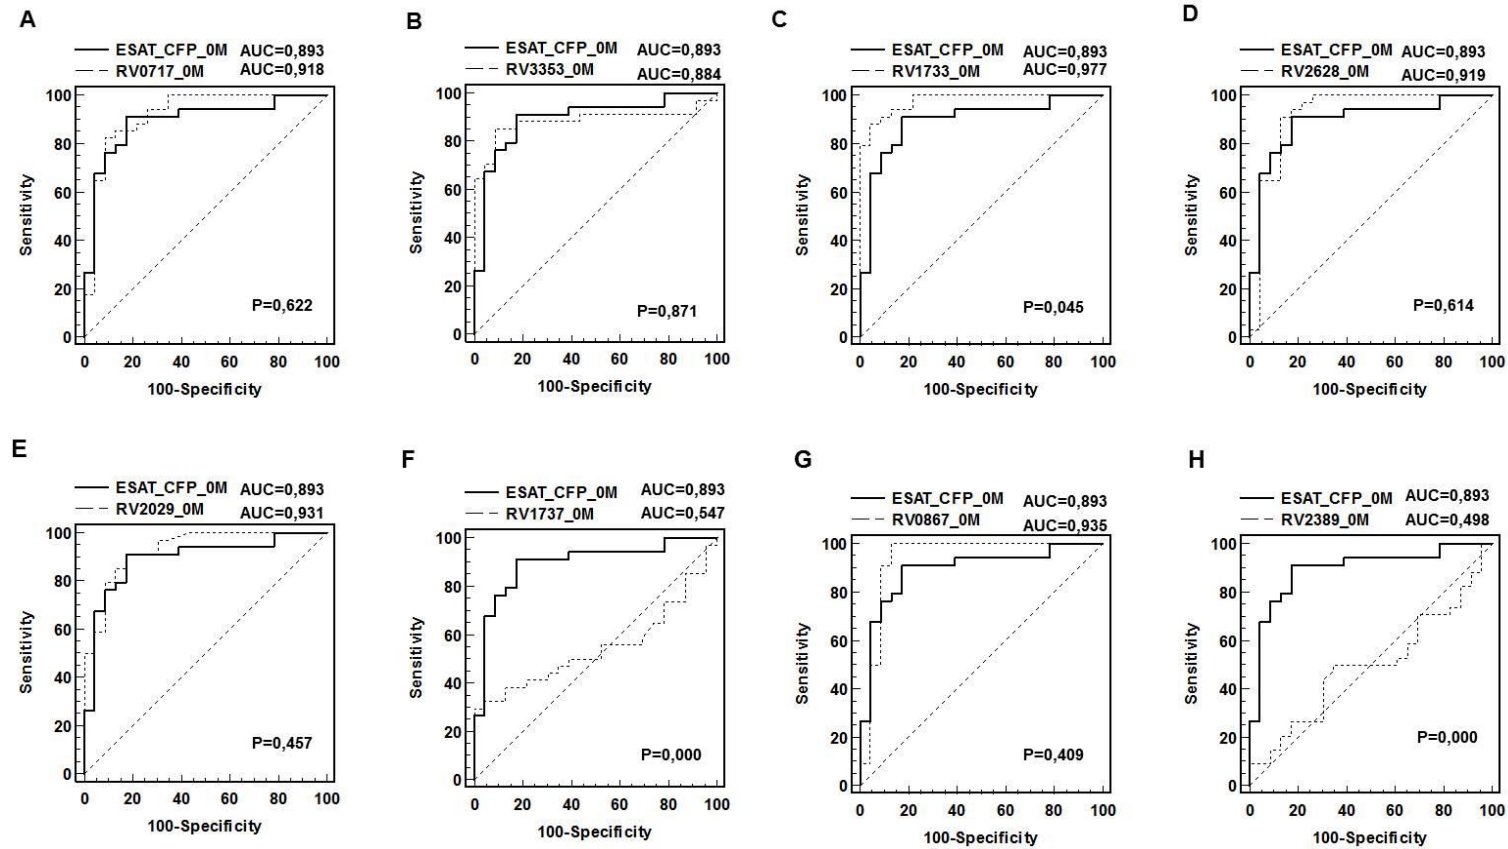 A
ESAT_CFP_0M AUC=0,893
RV0717_0M AUC=0,918
100
80
60
40
20
0
Sensitivity
P=0,622
0 20 40 60 80 100
100-Specificity
B
ESAT_CFP_0M AUC=0,893
RV3353_0M AUC=0,884
100
80
60
40
20
0
Sensitivity
P=0,871
0 20 40 60 80 100
100-Specificity
C
ESAT_CFP_0M AUC=0,893
RV1733_0M AUC=0,977
100
80
60
40
20
0
Sensitivity
P=0,045
0 20 40 60 80 100
100-Specificity
D
ESAT_CFP_0M AUC=0,893
RV2628_0M AUC=0,919
100
80
60
40
20
0
Sensitivity
P=0,614
0 20 40 60 80 100
100-Specificity
E
ESAT_CFP_0M AUC=0,893
RV2029_0M AUC=0,931
100
80
60
40
20
0
Sensitivity
P=0,457
0 20 40 60 80 100
100-Specificity
F
ESAT_CFP_0M AUC=0,893
RV1737_0M AUC=0,547
100
80
60
40
20
0
Sensitivity
P=0,000
0 20 40 60 80 100
100-Specificity
G
ESAT_CFP_0M AUC=0,893
RV0867_0M AUC=0,935
100
80
60
40
20
0
Sensitivity
P=0,409
0 20 40 60 80 100
100-Specificity
H
ESAT_CFP_0M AUC=0,893
RV2389_0M AUC=0,498
100
80
60
40
20
0
Sensitivity
P=0,000
0 20 40 60 80 100
100-Specificity